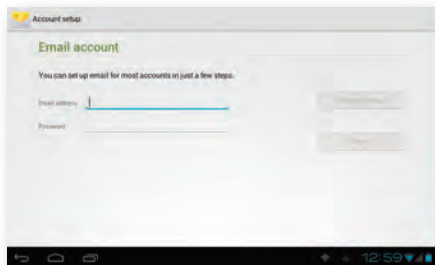 Account setup
Email account
You can set up email for most accounts in just a few steps.
Email address
Password
12:59